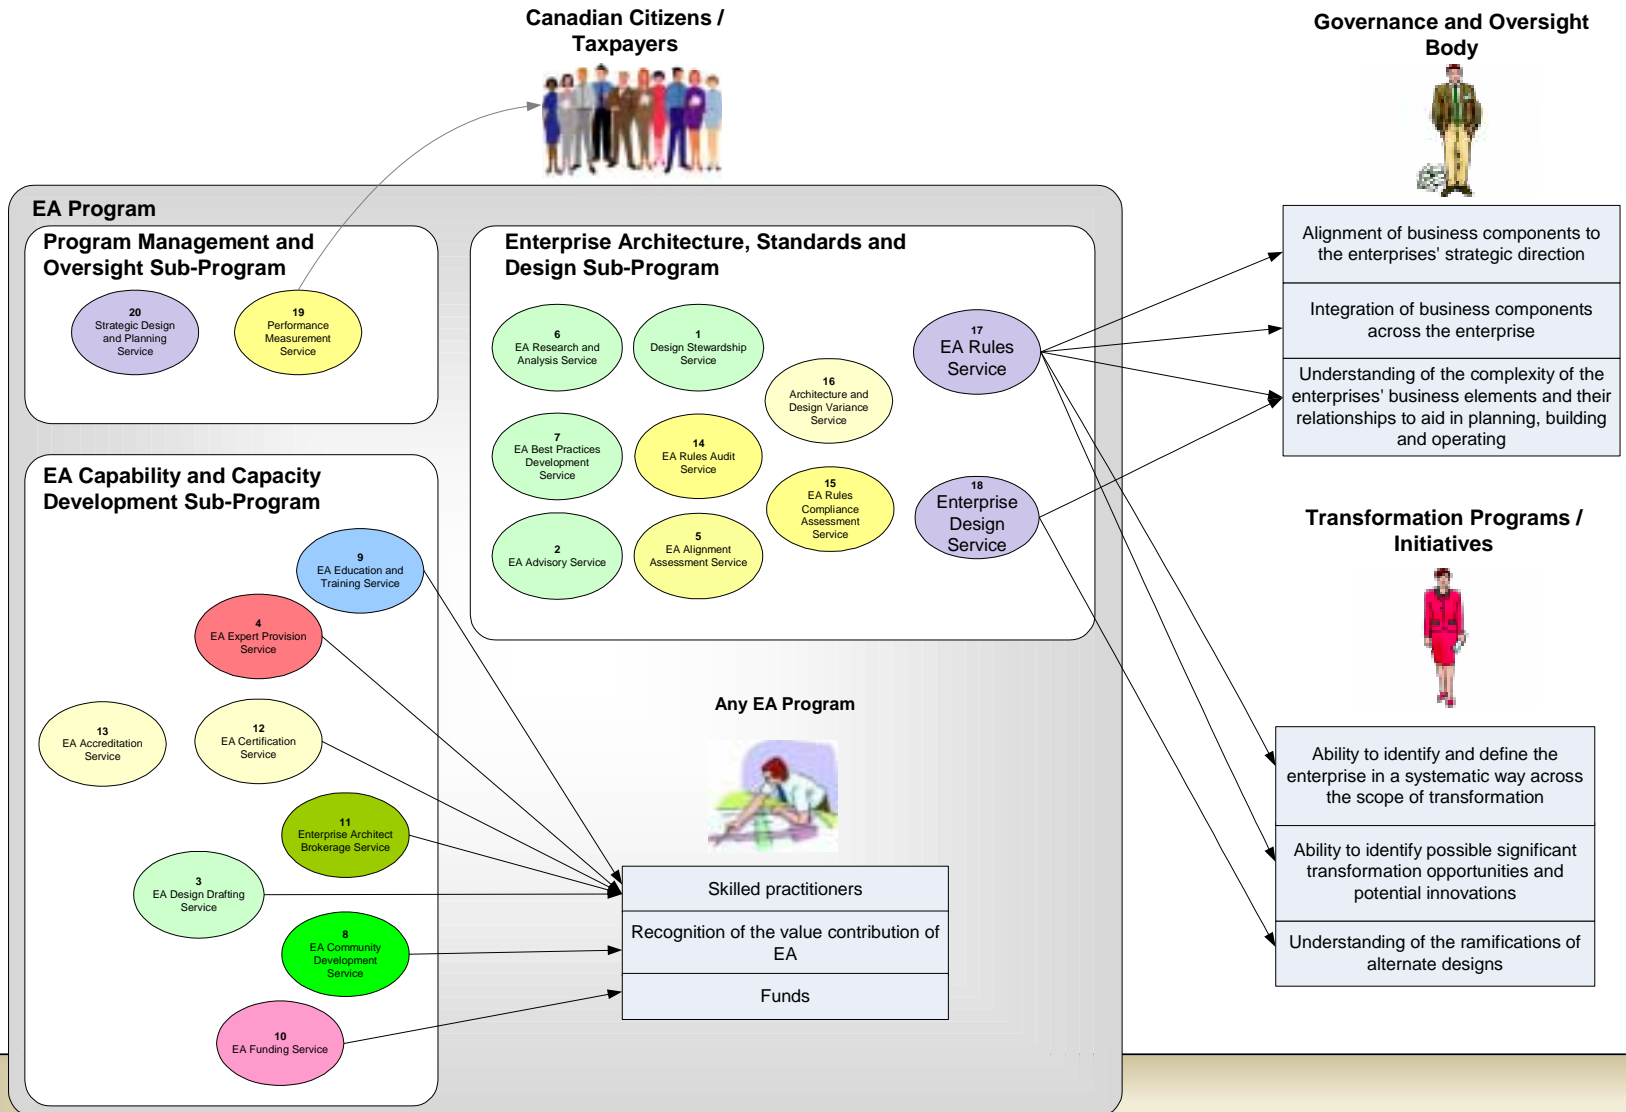 Canadian Citizens /
Taxpayers
Governance and Oversight
Body
EA Program
Program Management and
Oversight Sub-Program
20
Strategic Design
and Planning
Service
19
Performance
Measurement
Service
Enterprise Architecture, Standards and
Design Sub-Program
6
EA Research and
Analysis Service
1
Design Stewardship
Service
16
Architecture and
Design Variance
Service
17
EA Rules
Service
7
EA Best Practices
Development
Service
14
EA Rules Audit
Service
15
EA Rules
Compliance
Assessment
Service
18
Enterprise
Design
Service
2
EA Advisory Service
5
EA Alignment
Assessment Service
Alignment of business components to
the enterprises' strategic direction
Integration of business components
across the enterprise
Understanding of the complexity of the
enterprises' business elements and their
relationships to aid in planning, building
and operating
EA Capability and Capacity
Development Sub-Program
9
EA Education and
Training Service
4
EA Expert Provision
Service
13
EA Accreditation
Service
12
EA Certification
Service
11
Enterprise Architect
Brokerage Service
3
EA Design Drafting
Service
8
EA Community
Development
Service
10
EA Funding Service
Any EA Program
Skilled practitioners
Recognition of the value contribution of
EA
Funds
Transformation Programs /
Initiatives
Ability to identify and define the
enterprise in a systematic way across
the scope of transformation
Ability to identify possible significant
transformation opportunities and
potential innovations
Understanding of the ramifications of
alternate designs